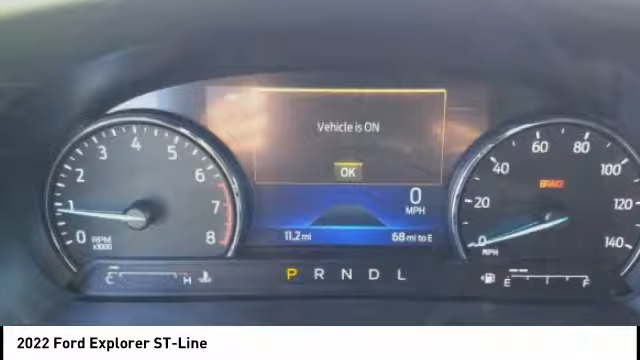 Vehicle is ON
OK
0
MPH
11.2 mi
68 mi to E
0 1 2 3 4 5 6 7 8
RPM
x1000
0 20 40 60 80 100 120 140
BRAKE
MPH
C H
P R N D L
E F
2022 Ford Explorer ST-Line